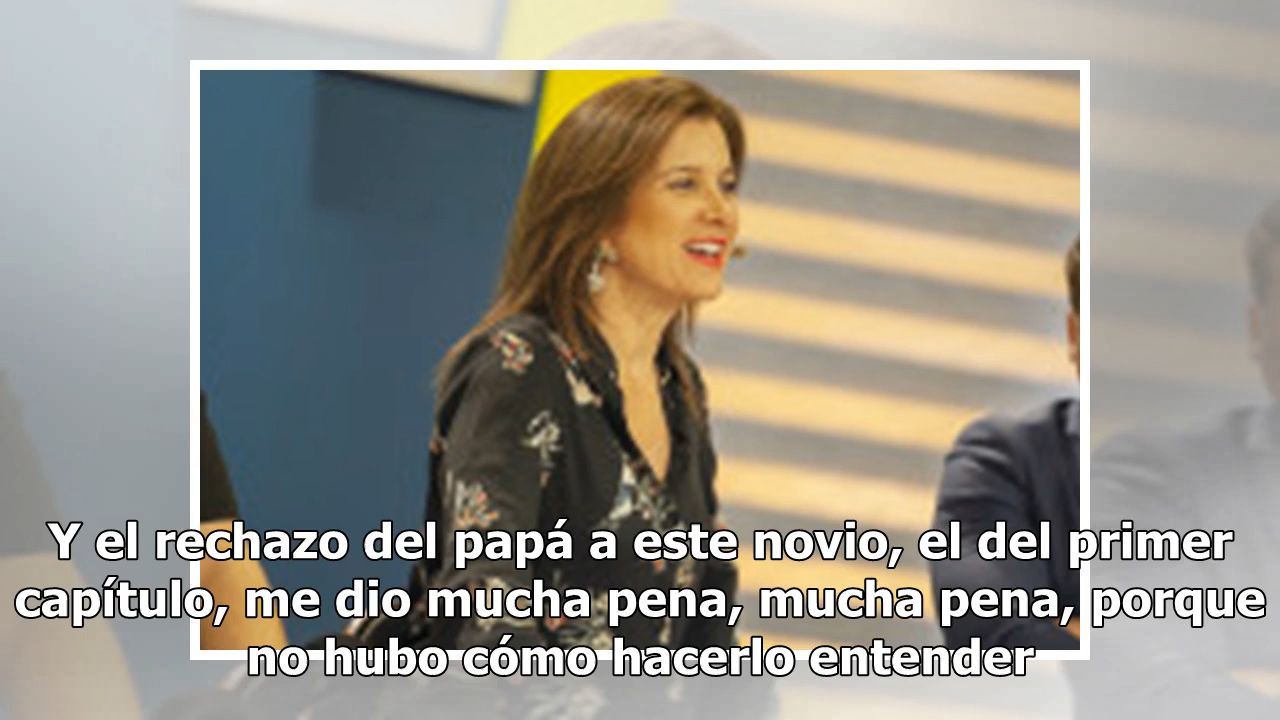 Y el rechazo del papá a este novio, el del primer
capítulo, me dio mucha pena, mucha pena, porque
no hubo cómo hacerlo entender